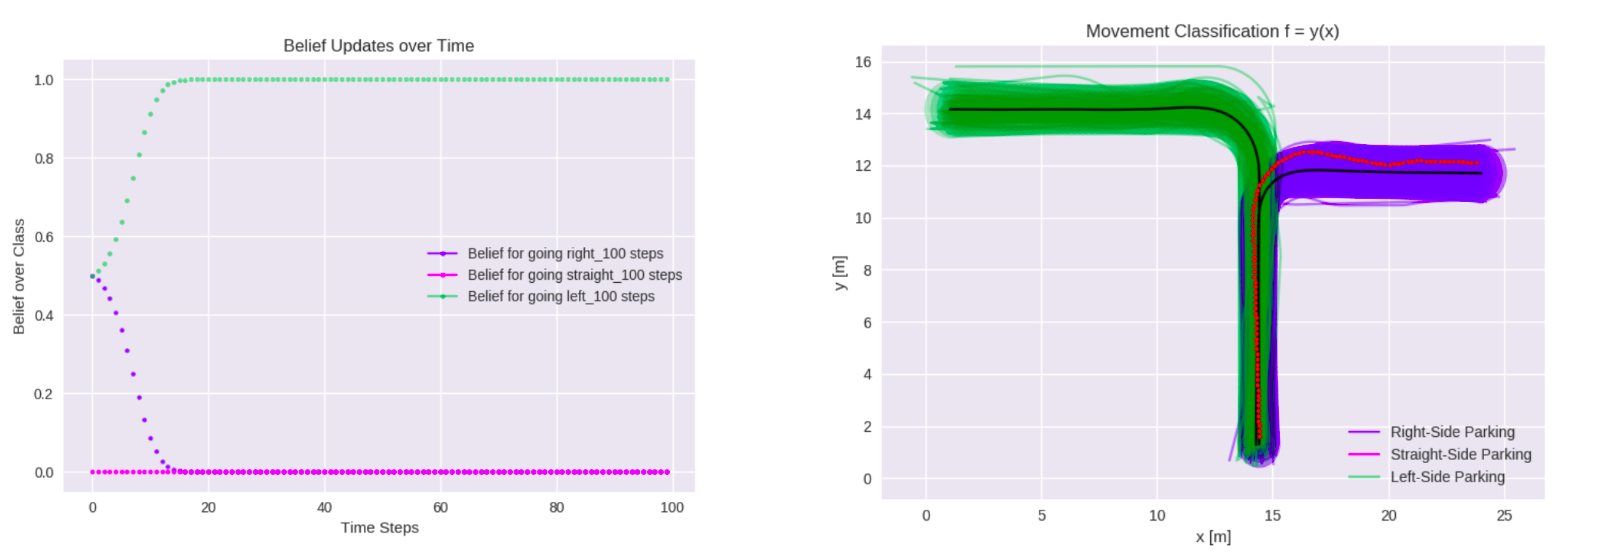 Belief Updates over Time
Belief over Class
1.0
0.8
0.6
0.4
0.2
0.0
Belief for going right_100 steps
Belief for going straight_100 steps
Belief for going left_100 steps
0 20 40 60 80 100
Time Steps
Movement Classification f = y(x)
y [m]
16
14
12
10
8
6
4
2
0
Right-Side Parking
Straight-Side Parking
Left-Side Parking
0 5 10 15 20 25
x [m]